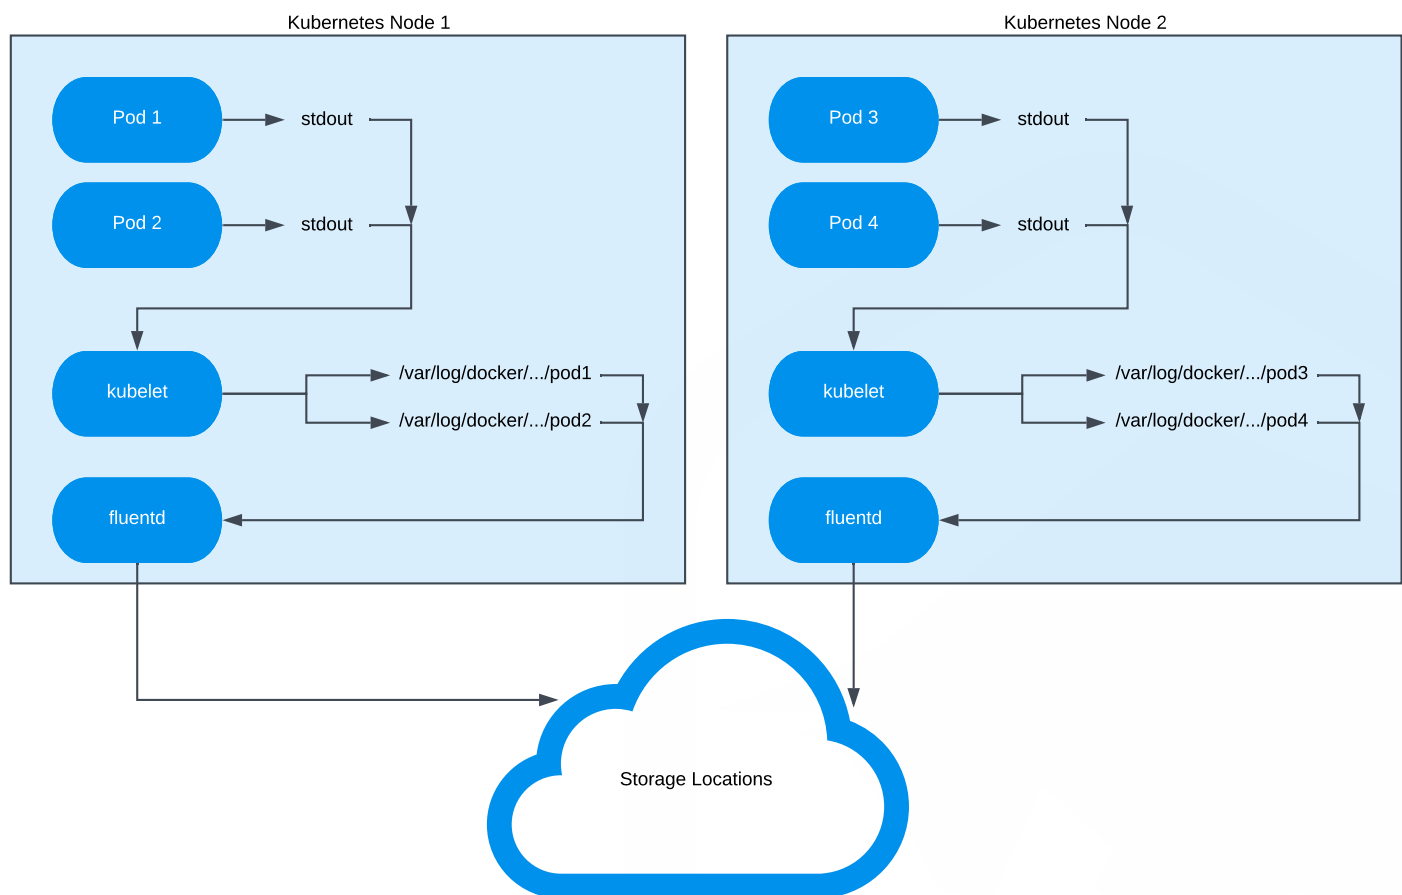 Kubernetes Node 1
Pod 1
stdout
Pod 2
stdout
kubelet
/var/log/docker/.../pod1
/var/log/docker/.../pod2
fluentd
Kubernetes Node 2
Pod 3
stdout
Pod 4
stdout
kubelet
/var/log/docker/.../pod3
/var/log/docker/.../pod4
fluentd
Storage Locations